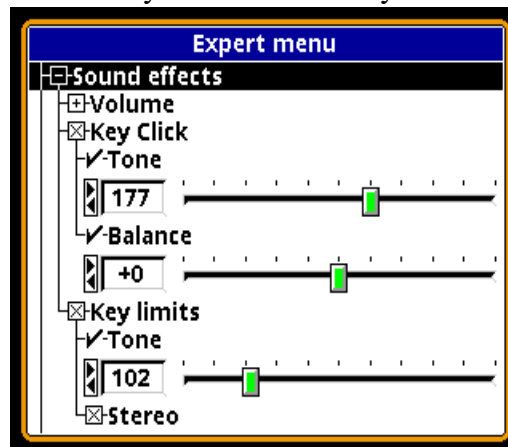 Expert menu
Sound effects
Volume
Key Click
Tone
177
Balance
+0
Key limits
Tone
102
Stereo